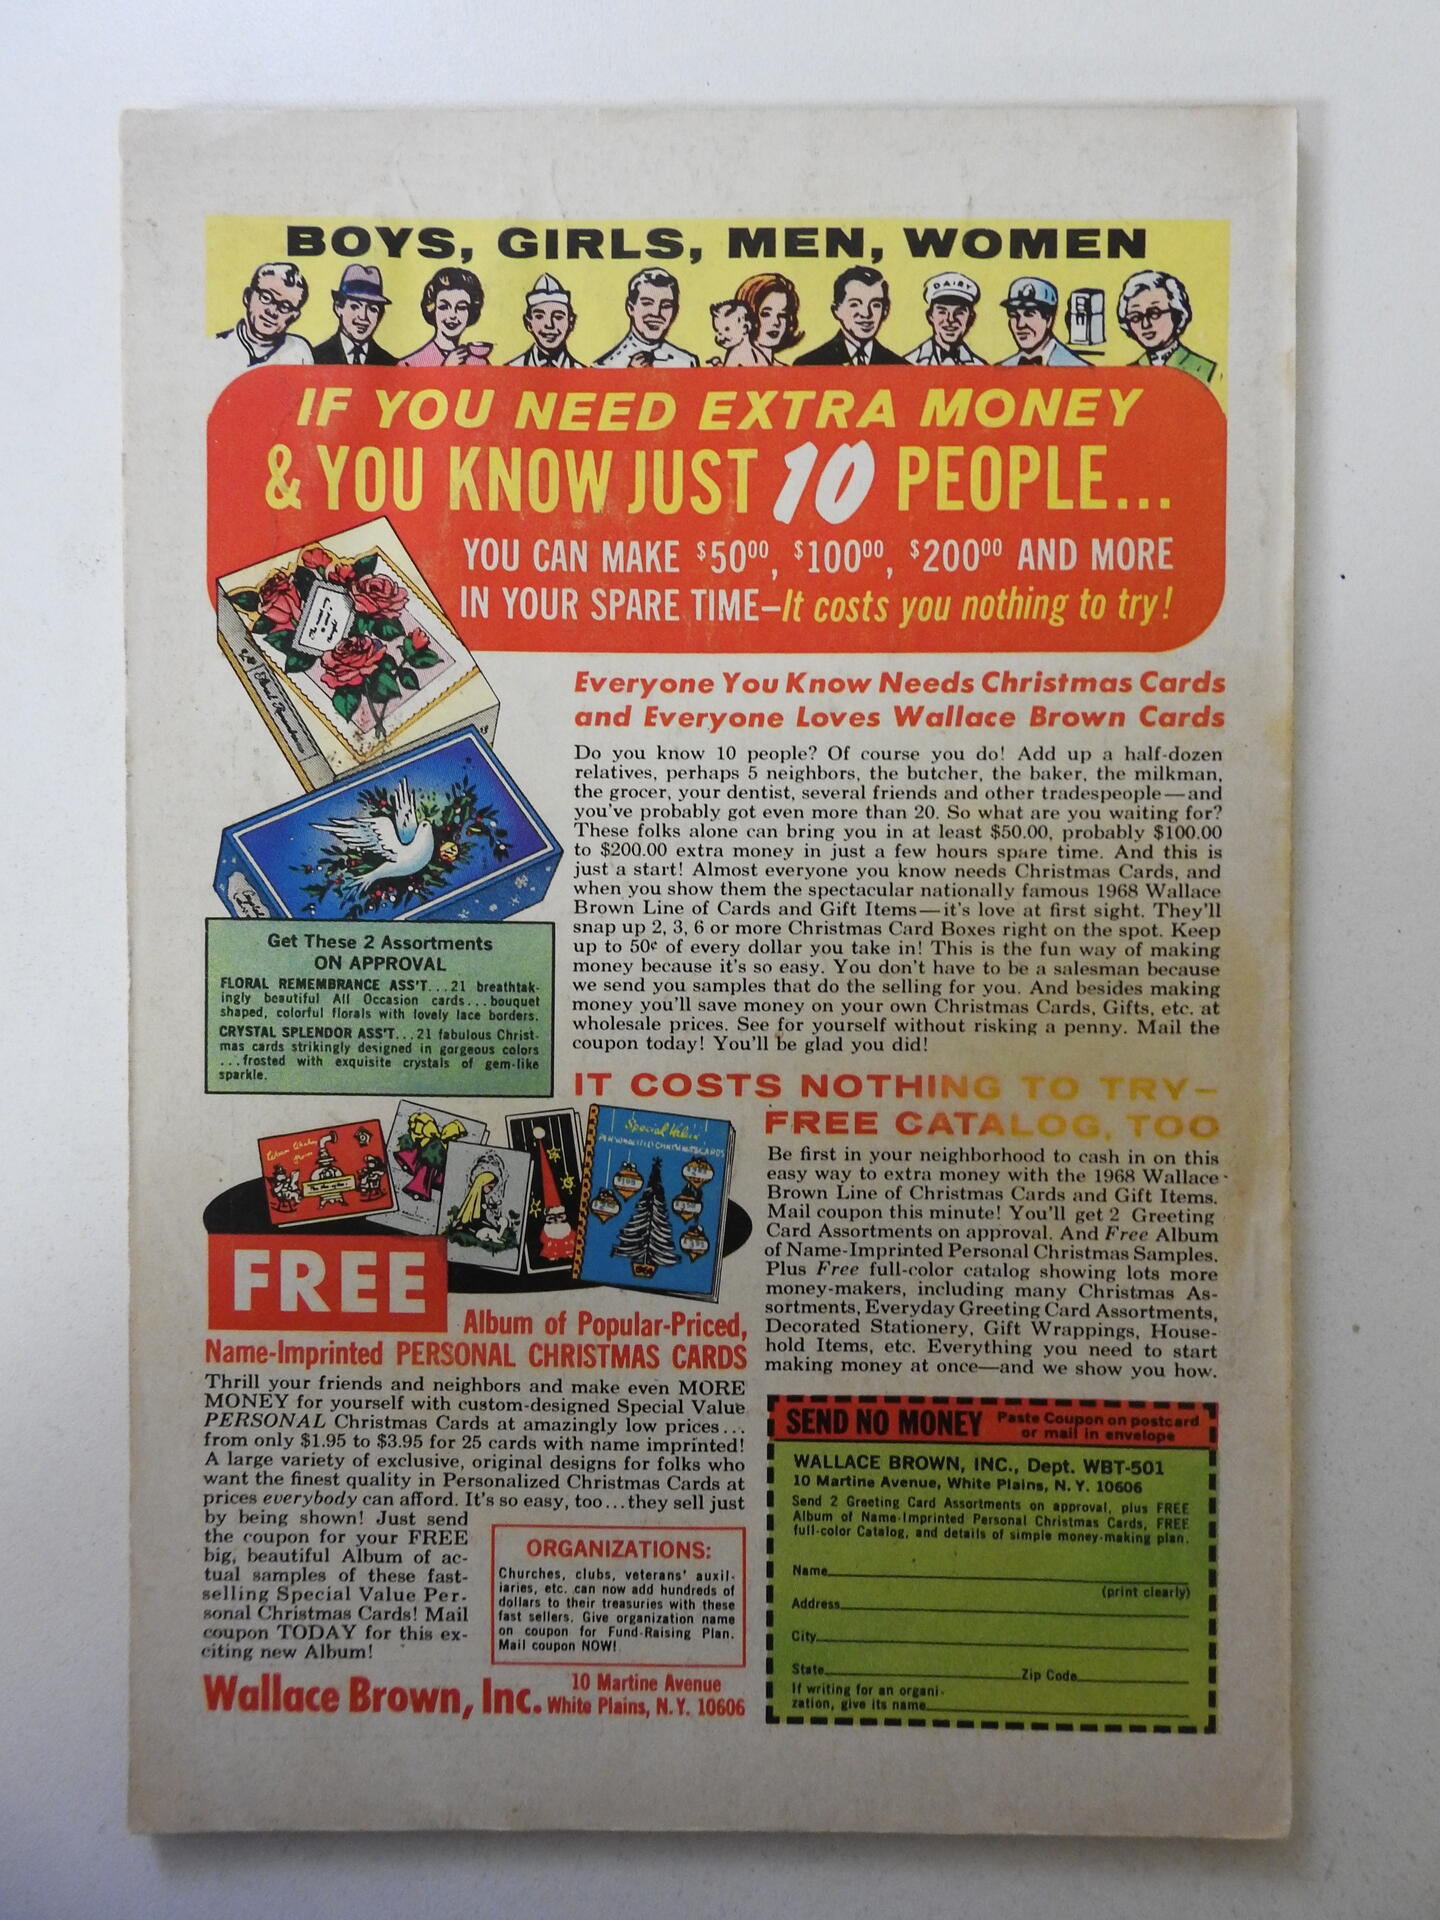 BOYS, GIRLS, MEN, WOMEN
DAIRY
IF YOU NEED EXTRA MONEY
& YOU KNOW JUST 10 PEOPLE...
YOU CAN MAKE $50⁰⁰, $100⁰⁰, $200⁰⁰ AND MORE
IN YOUR SPARE TIME–It costs you nothing to try!
Everyone You Know Needs Christmas Cards
and Everyone Loves Wallace Brown Cards
Do you know 10 people? Of course you do! Add up a half-dozen
relatives, perhaps 5 neighbors, the butcher, the baker, the milkman,
the grocer, your dentist, several friends and other tradespeople—and
you've probably got even more than 20. So what are you waiting for?
These folks alone can bring you in at least $50.00, probably $100.00
to $200.00 extra money in just a few hours spare time. And this is
just a start! Almost everyone you know needs Christmas Cards, and
when you show them the spectacular nationally famous 1968 Wallace
Brown Line of Cards and Gift Items—it's love at first sight. They'll
snap up 2, 3, 6 or more Christmas Card Boxes right on the spot. Keep
up to 50¢ of every dollar you take in! This is the fun way of making
money because it's so easy. You don't have to be a salesman because
we send you samples that do the selling for you. And besides making
money you'll save money on your own Christmas Cards, Gifts, etc. at
wholesale prices. See for yourself without risking a penny. Mail the
coupon today! You'll be glad you did!
Get These 2 Assortments
ON APPROVAL
FLORAL REMEMBRANCE ASS'T...21 breathtak-
ingly beautiful All Occasion cards...bouquet
shaped, colorful florals with lovely lace borders.
CRYSTAL SPLENDOR ASS'T...21 fabulous Christ-
mas cards strikingly designed in gorgeous colors
...frosted with exquisite crystals of gem-like
sparkle.
IT COSTS NOTHING TO TRY–
FREE CATALOG, TOO
Be first in your neighborhood to cash in on this
easy way to extra money with the 1968 Wallace
Brown Line of Christmas Cards and Gift Items.
Mail coupon this minute! You'll get 2 Greeting
Card Assortments on approval. And Free Album
of Name-Imprinted Personal Christmas Samples.
Plus Free full-color catalog showing lots more
money-makers, including many Christmas As-
sortments, Everyday Greeting Card Assortments,
Decorated Stationery, Gift Wrappings, House-
hold Items, etc. Everything you need to start
making money at once—and we show you how.
Special Value
PERSONALIZED CHRISTMAS CARDS
FREE
Album of Popular-Priced,
Name-Imprinted PERSONAL CHRISTMAS CARDS
Thrill your friends and neighbors and make even MORE
MONEY for yourself with custom-designed Special Value
PERSONAL Christmas Cards at amazingly low prices...
from only $1.95 to $3.95 for 25 cards with name imprinted!
A large variety of exclusive, original designs for folks who
want the finest quality in Personalized Christmas Cards at
prices everybody can afford. It's so easy, too...they sell just
by being shown! Just send
the coupon for your FREE
big, beautiful Album of ac-
tual samples of these fast-
selling Special Value Per-
sonal Christmas Cards! Mail
coupon TODAY for this ex-
citing new Album!
ORGANIZATIONS:
Churches, clubs, veterans' auxil-
iaries, etc. can now add hundreds of
dollars to their treasuries with these
fast sellers. Give organization name
on coupon for Fund-Raising Plan.
Mail coupon NOW!
Wallace Brown, Inc. 10 Martine Avenue
White Plains, N.Y. 10606
SEND NO MONEY Paste Coupon on postcard
or mail in envelope
WALLACE BROWN, INC., Dept. WBT-501
10 Martine Avenue, White Plains, N.Y. 10606
Send 2 Greeting Card Assortments on approval, plus FREE
Album of Name-Imprinted Personal Christmas Cards, FREE
full-color Catalog, and details of simple money-making plan.
Name
(print clearly)
Address
City
State Zip Code
If writing for an organi-
zation, give its name